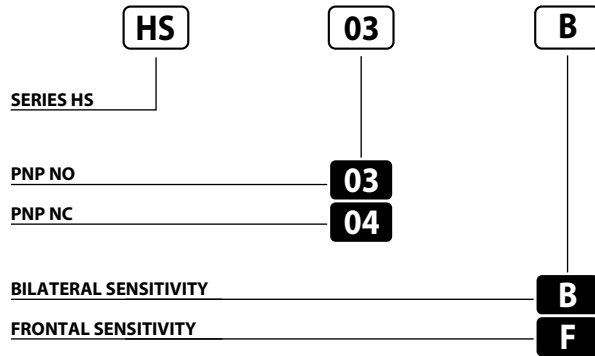 HS 03 B
SERIES HS
PNP NO 03
PNP NC 04
BILATERAL SENSITIVITY B
FRONTAL SENSITIVITY F